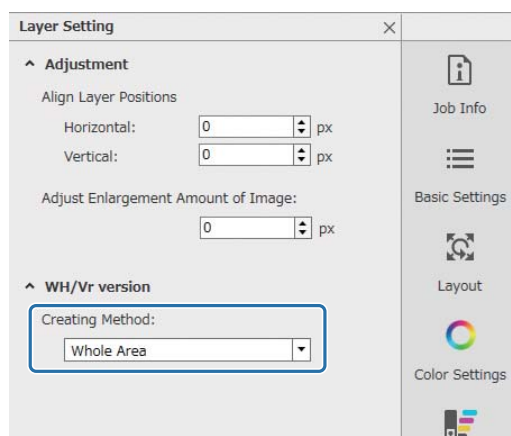 Layer Setting
Adjustment
Align Layer Positions
Horizontal: 0 px
Vertical: 0 px
Adjust Enlargement Amount of Image:
0 px
WH/Vr version
Creating Method:
Whole Area
Job Info
Basic Settings
Layout
Color Settings